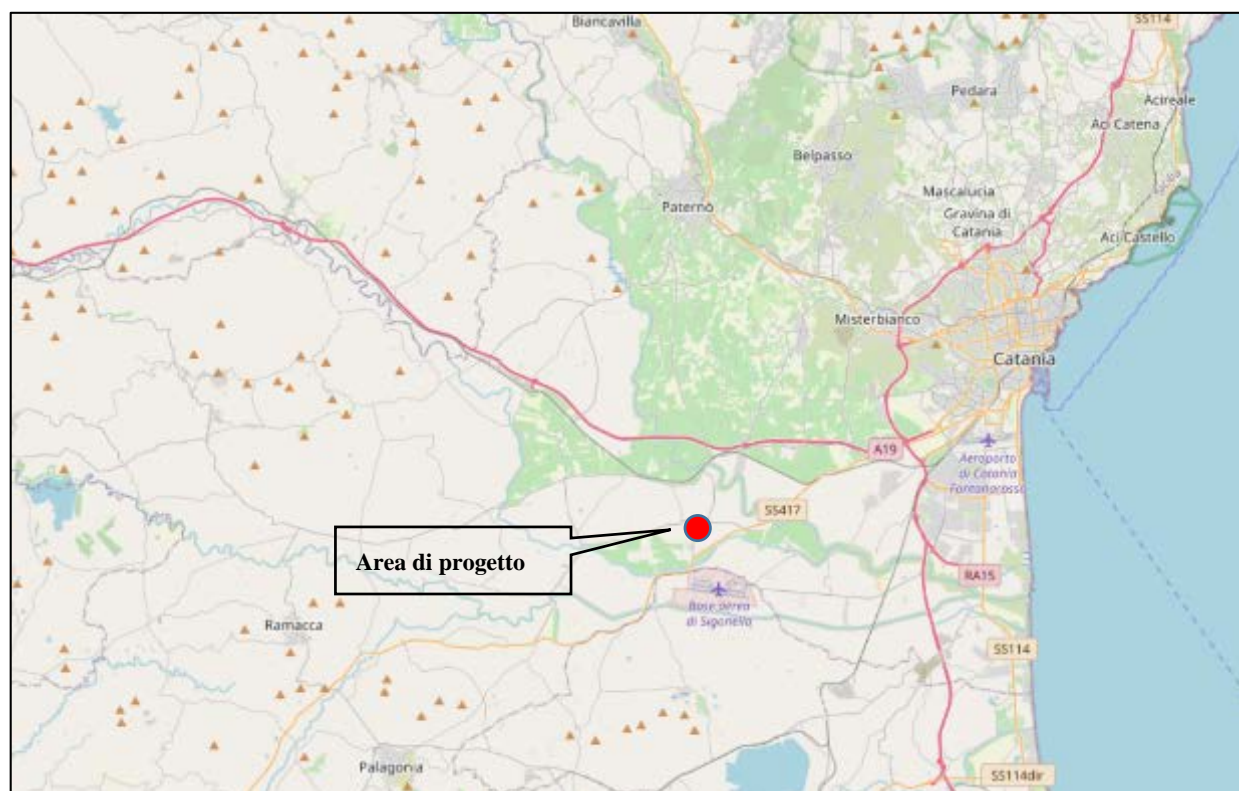 Biancavilla
SS114
Pedara
Acireale
Aci Catena
Belpasso
Mascalucia
Paternò
Gravina di
Catania
Aci Castello
Misterbianco
Catania
A19
Aeroporto
di Catania
Fontanarossa
SS417
Area di progetto
RA15
Base aerea
di Sigonella
Ramacca
SS114
Palagonia
SS114dir